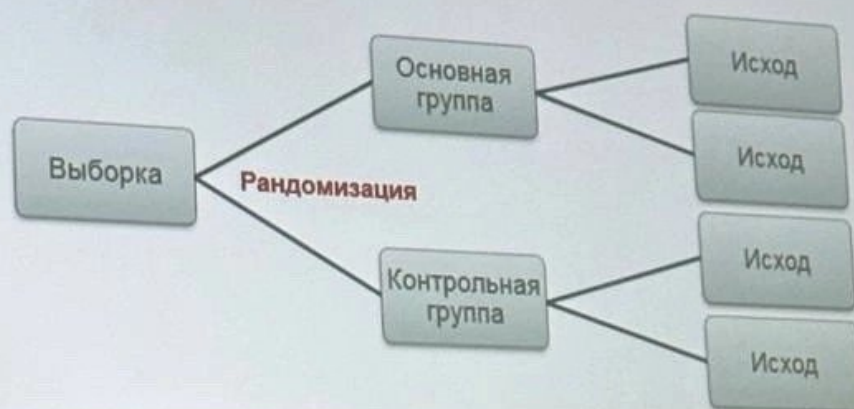 Выборка
Рандомизация
Основная
группа
Контрольная
группа
Исход
Исход
Исход
Исход